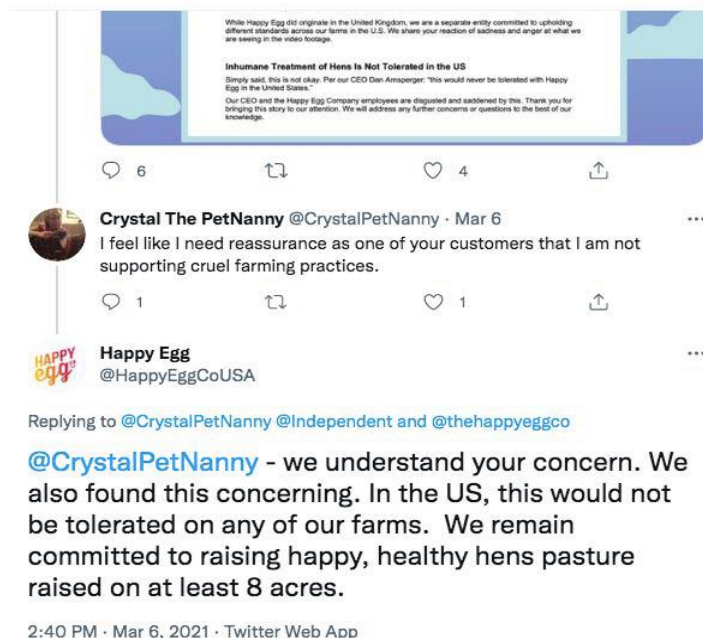 While Happy Egg did originate in the United Kingdom, we are a separate entity committed to upholding
different standards across our farms in the U.S. We share your reaction of sadness and anger at what we
are seeing in the video footage.
Inhumane Treatment of Hens Is Not Tolerated in the US
Simply said, this is not okay. Per our CEO Dan Arnsperger: "this would never be tolerated with Happy
Egg in the United States."
Our CEO and the Happy Egg Company employees are disgusted and saddened by this. Thank you for
bringing this story to our attention. We will address any further concerns or questions to the best of our
knowledge.
6 4
Crystal The PetNanny @CrystalPetNanny · Mar 6
I feel like I need reassurance as one of your customers that I am not
supporting cruel farming practices.
1 1
HAPPY
egg
Happy Egg
@HappyEggCoUSA
Replying to @CrystalPetNanny @Independent and @thehappyeggco
@CrystalPetNanny - we understand your concern. We
also found this concerning. In the US, this would not
be tolerated on any of our farms.  We remain
committed to raising happy, healthy hens pasture
raised on at least 8 acres.
2:40 PM · Mar 6, 2021 · Twitter Web App